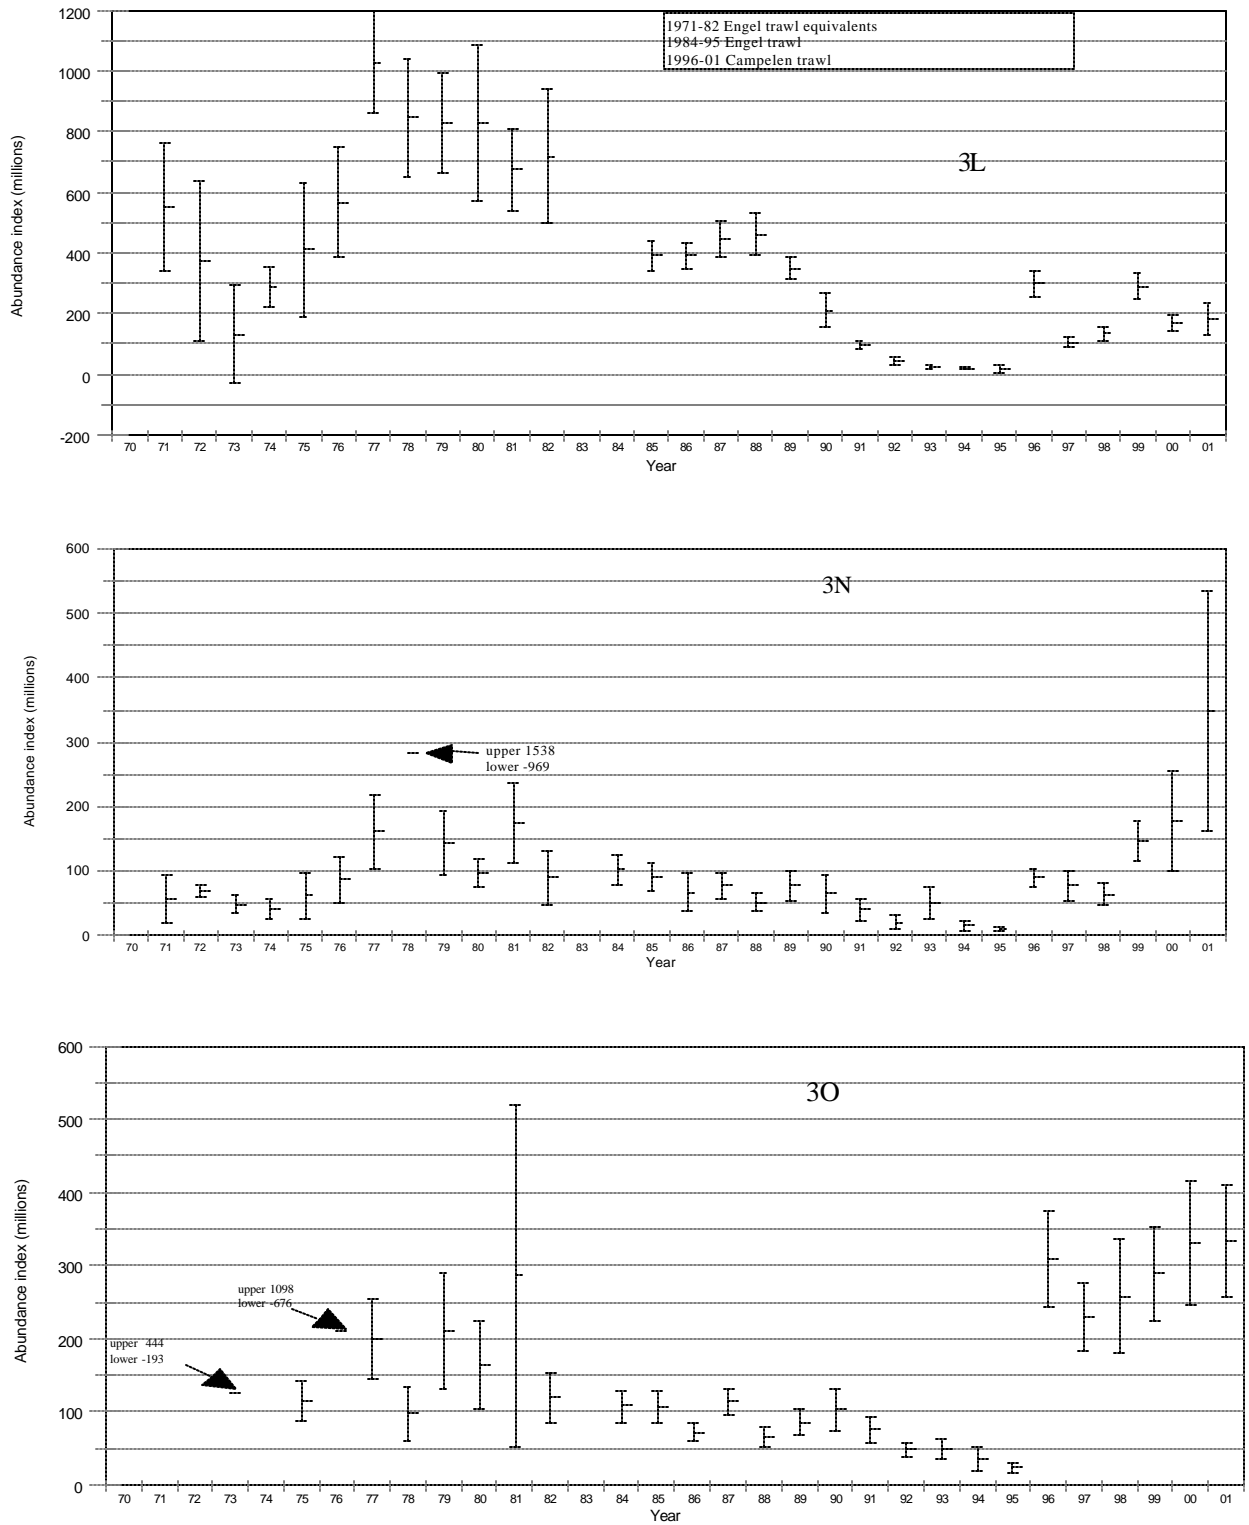 1200
1000
800
600
400
200
0
-200
Abundance index (millions)
1971-82 Engel trawl equivalents
1984-95 Engel trawl
1996-01 Campelen trawl
3L
70 71 72 73 74 75 76 77 78 79 80 81 82 83 84 85 86 87 88 89 90 91 92 93 94 95 96 97 98 99 00 01
Year
600
500
400
300
200
100
0
Abundance index (millions)
3N
upper 1538
lower -969
70 71 72 73 74 75 76 77 78 79 80 81 82 83 84 85 86 87 88 89 90 91 92 93 94 95 96 97 98 99 00 01
Year
600
500
400
300
200
100
0
Abundance index (millions)
3O
upper 1098
lower -676
upper 444
lower -193
70 71 72 73 74 75 76 77 78 79 80 81 82 83 84 85 86 87 88 89 90 91 92 93 94 95 96 97 98 99 00 01
Year